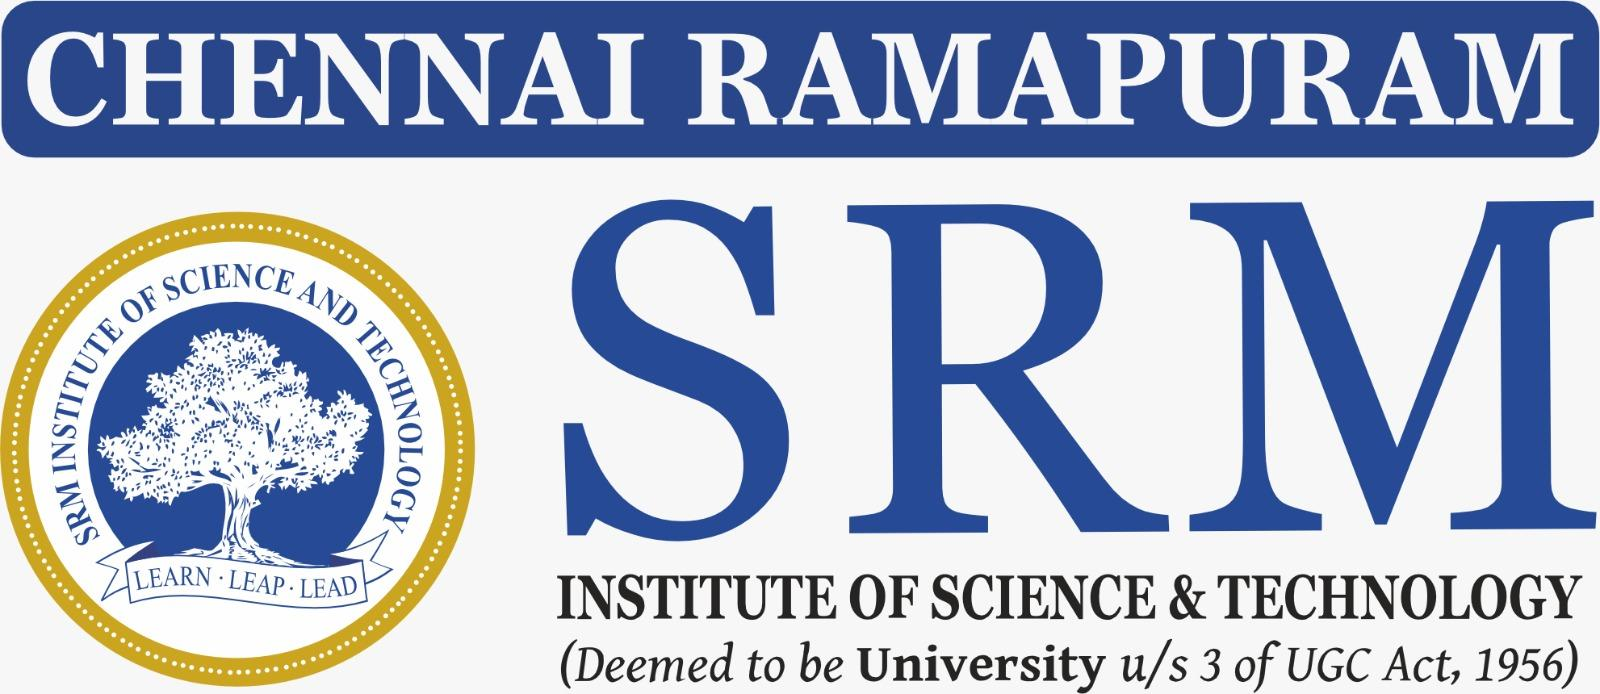 CHENNAI RAMAPURAM
SRM INSTITUTE OF SCIENCE AND TECHNOLOGY
LEARN · LEAP · LEAD
SRM
INSTITUTE OF SCIENCE & TECHNOLOGY
(Deemed to be University u/s 3 of UGC Act, 1956)